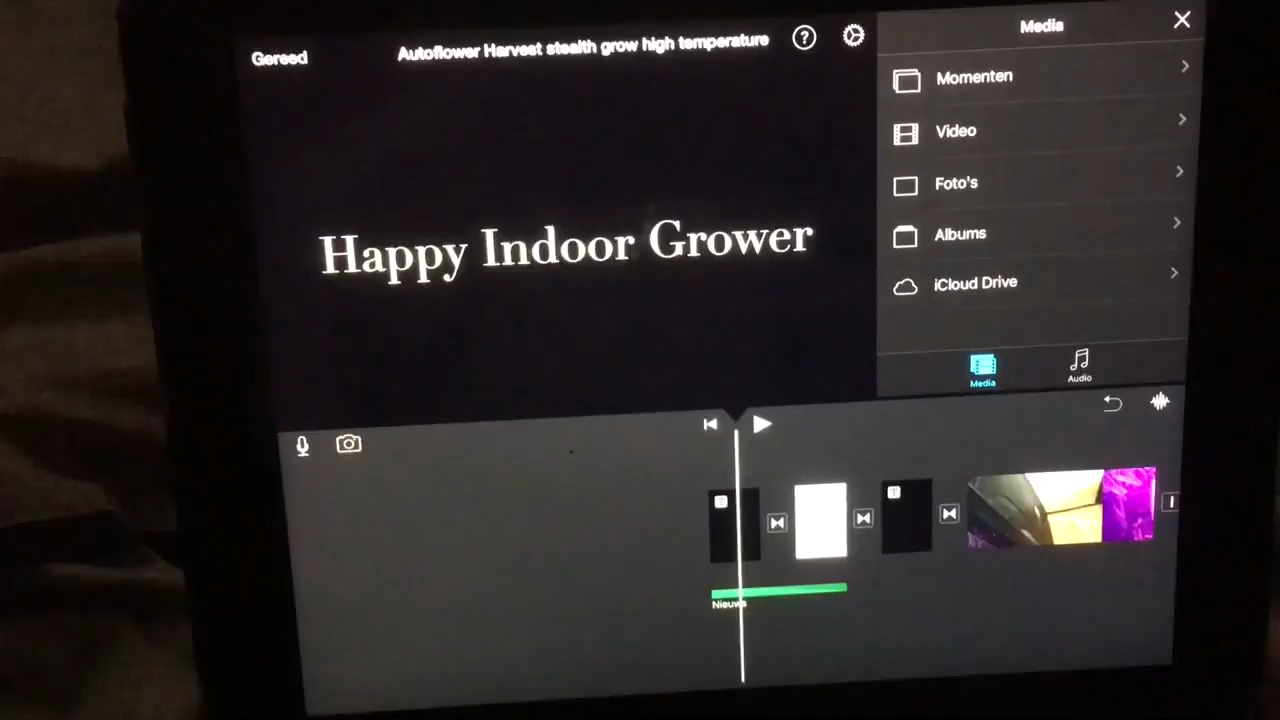 Gereed
Autoflower Harvest stealth grow high temperature
?
Media
Momenten
Video
Foto's
Albums
iCloud Drive
Media
Audio
Happy Indoor Grower
T
T
Nieuws